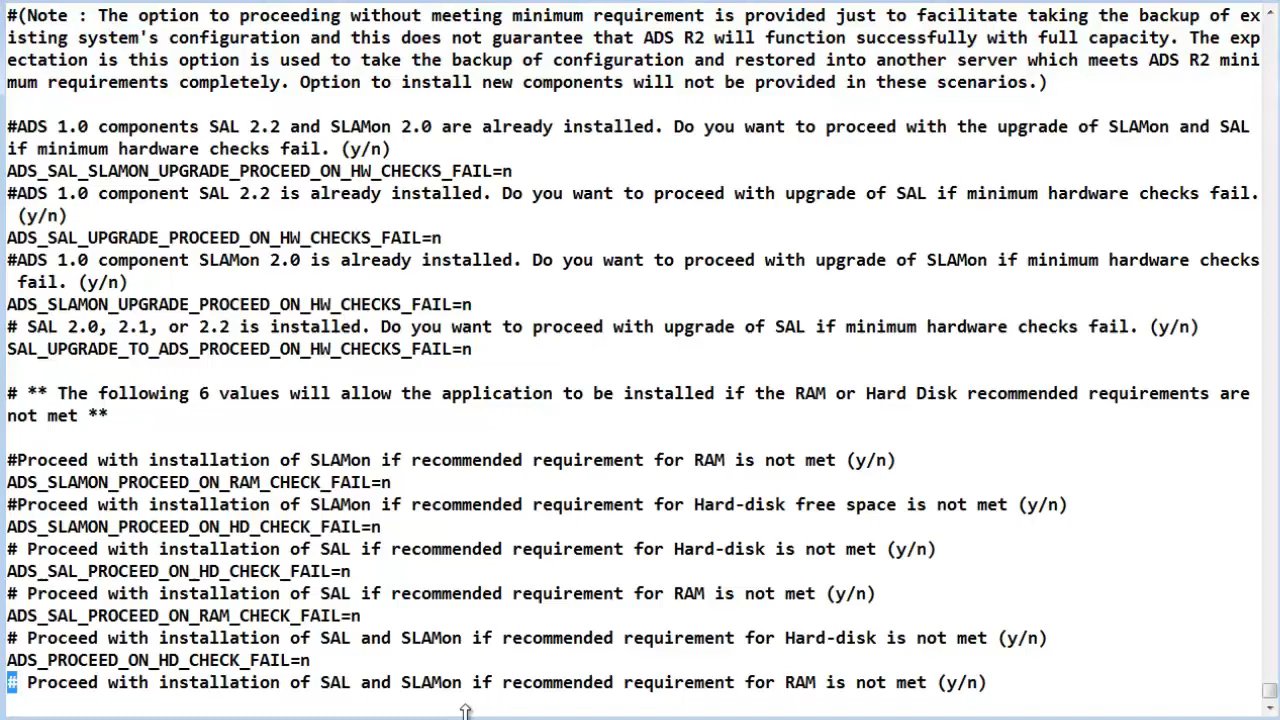 #(Note : The option to proceeding without meeting minimum requirement is provided just to facilitate taking the backup of ex
isting system's configuration and this does not guarantee that ADS R2 will function successfully with full capacity. The exp
ectation is this option is used to take the backup of configuration and restored into another server which meets ADS R2 mini
mum requirements completely. Option to install new components will not be provided in these scenarios.)
#ADS 1.0 components SAL 2.2 and SLAMon 2.0 are already installed. Do you want to proceed with the upgrade of SLAMon and SAL
if minimum hardware checks fail. (y/n)
ADS_SAL_SLAMON_UPGRADE_PROCEED_ON_HW_CHECKS_FAIL=n
#ADS 1.0 component SAL 2.2 is already installed. Do you want to proceed with upgrade of SAL if minimum hardware checks fail.
(y/n)
ADS_SAL_UPGRADE_PROCEED_ON_HW_CHECKS_FAIL=n
#ADS 1.0 component SLAMon 2.0 is already installed. Do you want to proceed with upgrade of SLAMon if minimum hardware checks
fail. (y/n)
ADS_SLAMON_UPGRADE_PROCEED_ON_HW_CHECKS_FAIL=n
# SAL 2.0, 2.1, or 2.2 is installed. Do you want to proceed with upgrade of SAL if minimum hardware checks fail. (y/n)
SAL_UPGRADE_TO_ADS_PROCEED_ON_HW_CHECKS_FAIL=n
# ** The following 6 values will allow the application to be installed if the RAM or Hard Disk recommended requirements are
not met **
#Proceed with installation of SLAMon if recommended requirement for RAM is not met (y/n)
ADS_SLAMON_PROCEED_ON_RAM_CHECK_FAIL=n
#Proceed with installation of SLAMon if recommended requirement for Hard-disk free space is not met (y/n)
ADS_SLAMON_PROCEED_ON_HD_CHECK_FAIL=n
# Proceed with installation of SAL if recommended requirement for Hard-disk is not met (y/n)
ADS_SAL_PROCEED_ON_HD_CHECK_FAIL=n
# Proceed with installation of SAL if recommended requirement for RAM is not met (y/n)
ADS_SAL_PROCEED_ON_RAM_CHECK_FAIL=n
# Proceed with installation of SAL and SLAMon if recommended requirement for Hard-disk is not met (y/n)
ADS_PROCEED_ON_HD_CHECK_FAIL=n
# Proceed with installation of SAL and SLAMon if recommended requirement for RAM is not met (y/n)